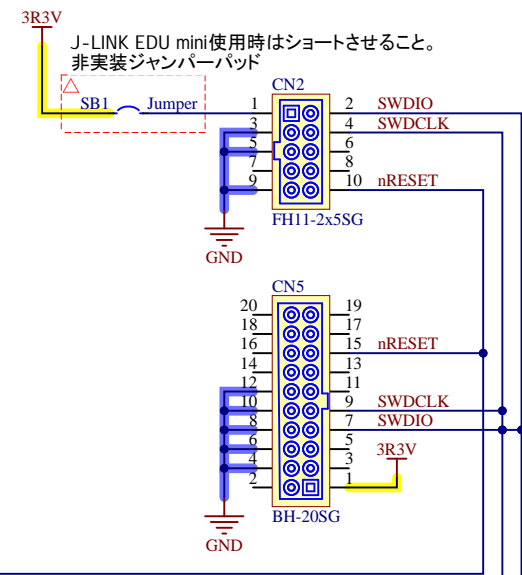 3R3V
J-LINK EDU mini使用時はショートさせること。
非実装ジャンパーパッド
SB1 Jumper
CN2
1 2 SWDIO
3 4 SWDCLK
5 6
7 8
9 10 nRESET
FH11-2x5SG
GND
CN5
20 19
18 17
16 15 nRESET
14 13
12 11
10 9 SWDCLK
8 7 SWDIO
6 5
4 3 3R3V
2 1
BH-20SG
GND